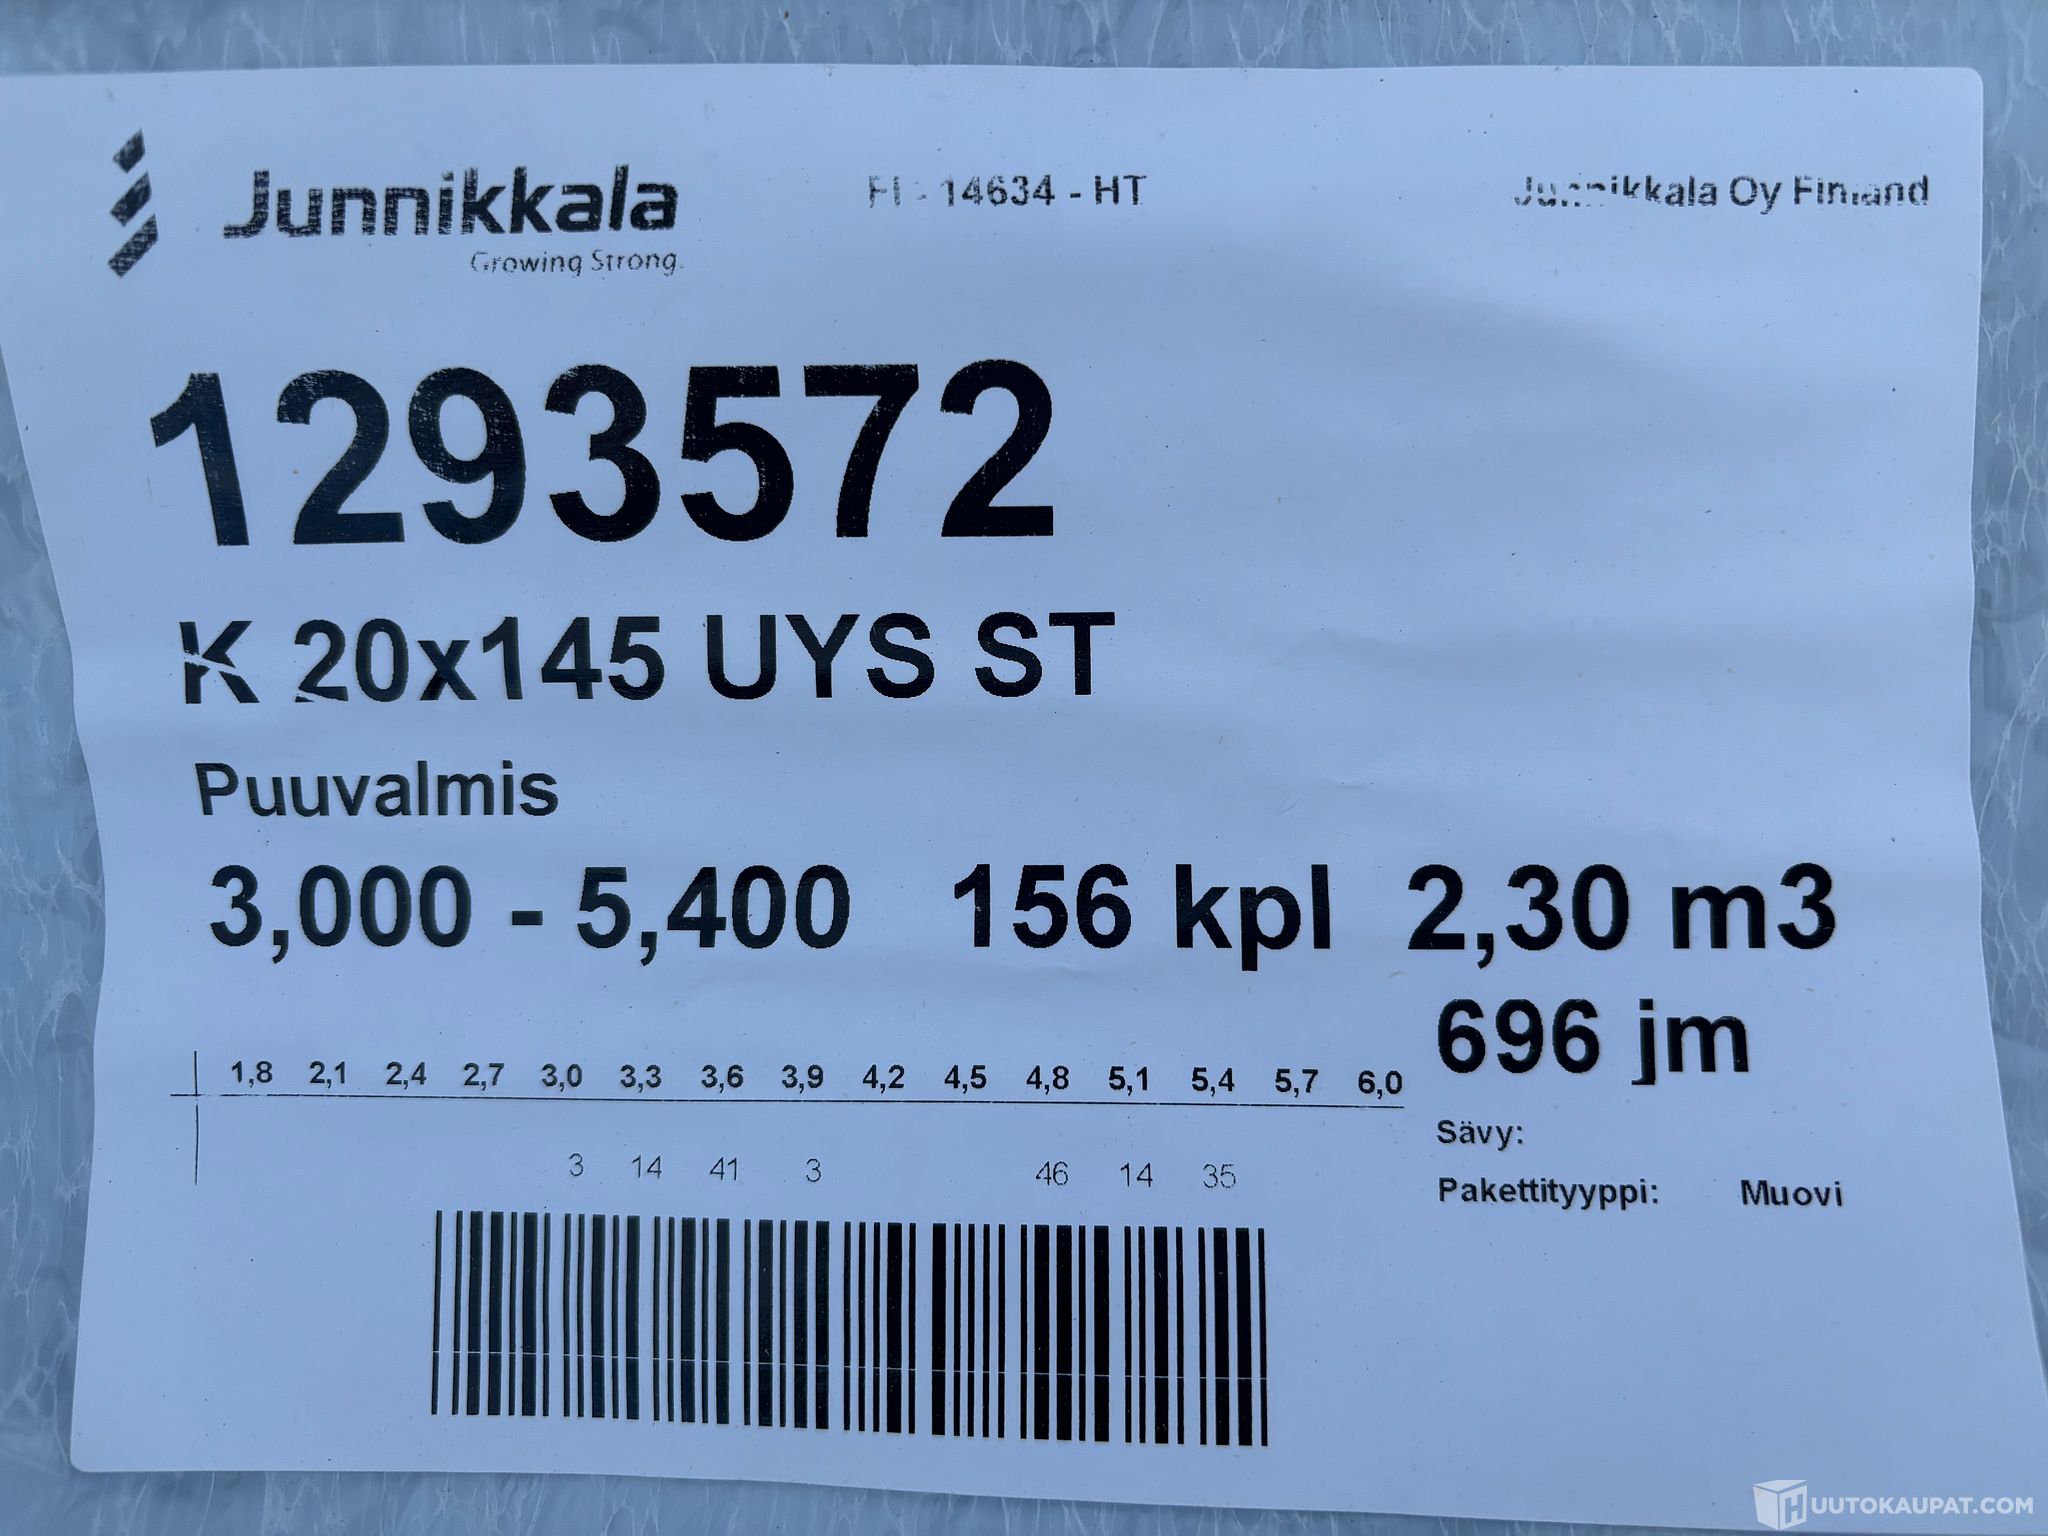 Junnikkala
Growing Strong.
FI - 14634 - HT
Junnikkala Oy Finland
1293572
K 20x145 UYS ST
Puuvalmis
3,000 - 5,400 156 kpl 2,30 m3
696 jm
1,8 2,1 2,4 2,7 3,0 3,3 3,6 3,9 4,2 4,5 4,8 5,1 5,4 5,7 6,0
3 14 41 3 46 14 35
Sävy:
Pakettityyppi: Muovi
HUUTOKAUPAT.COM